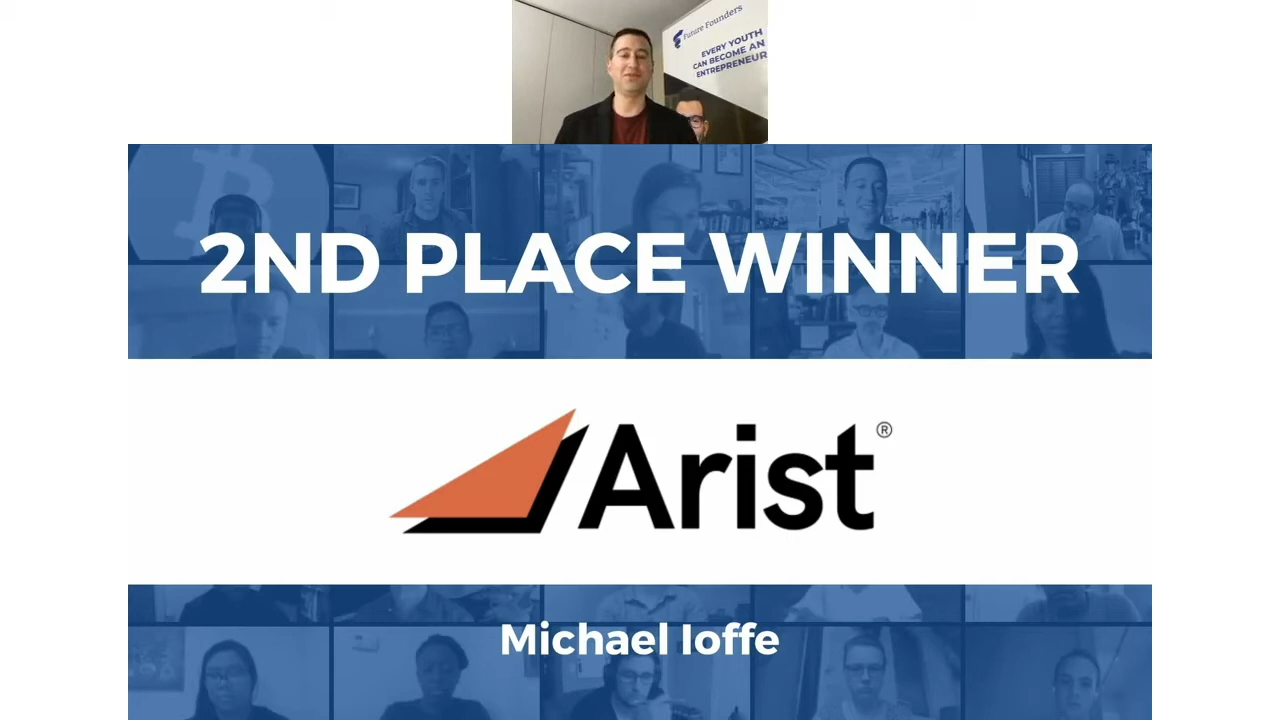 Future Founders
EVERY YOUTH
CAN BECOME AN
ENTREPRENEUR
2ND PLACE WINNER
Arist®
Michael Ioffe